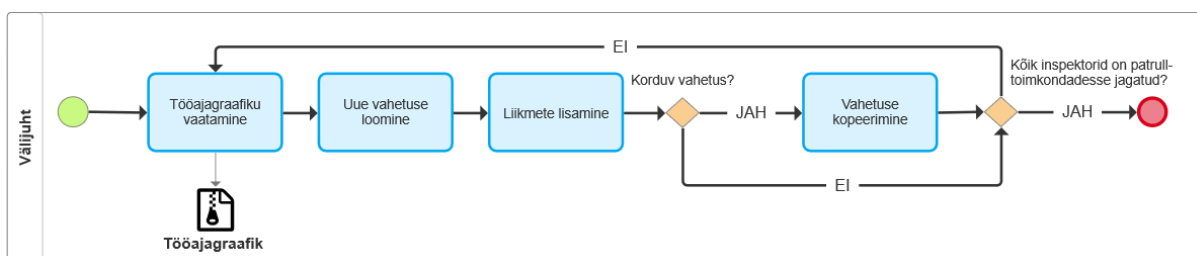 Välijuht
EI
Tööajagraafiku
vaatamine
Uue vahetuse
loomine
Liikmete lisamine
Korduv vahetus?
JAH
Vahetuse
kopeerimine
Kõik inspektorid on patrull-
toimkondadesse jagatud?
JAH
EI
Tööajagraafik